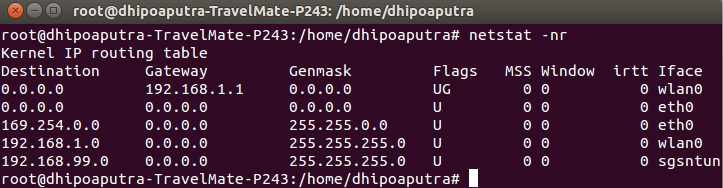 root@dhipoaputra-TravelMate-P243: /home/dhipoaputra
root@dhipoaputra-TravelMate-P243:/home/dhipoaputra# netstat -nr
Kernel IP routing table
Destination     Gateway         Genmask         Flags   MSS Window  irtt Iface
0.0.0.0         192.168.1.1     0.0.0.0         UG        0 0          0 wlan0
0.0.0.0         0.0.0.0         0.0.0.0         U         0 0          0 eth0
169.254.0.0     0.0.0.0         255.255.0.0     U         0 0          0 eth0
192.168.1.0     0.0.0.0         255.255.255.0   U         0 0          0 wlan0
192.168.99.0    0.0.0.0         255.255.255.0   U         0 0          0 sgsntun
root@dhipoaputra-TravelMate-P243:/home/dhipoaputra#